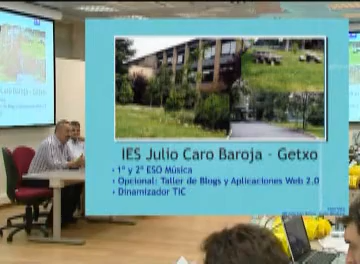 IES Julio Caro Baroja - Getxo
• 1º y 2º ESO Música
• Opcional: Taller de Blogs y Aplicaciones Web 2.0
• Dinamizador TIC